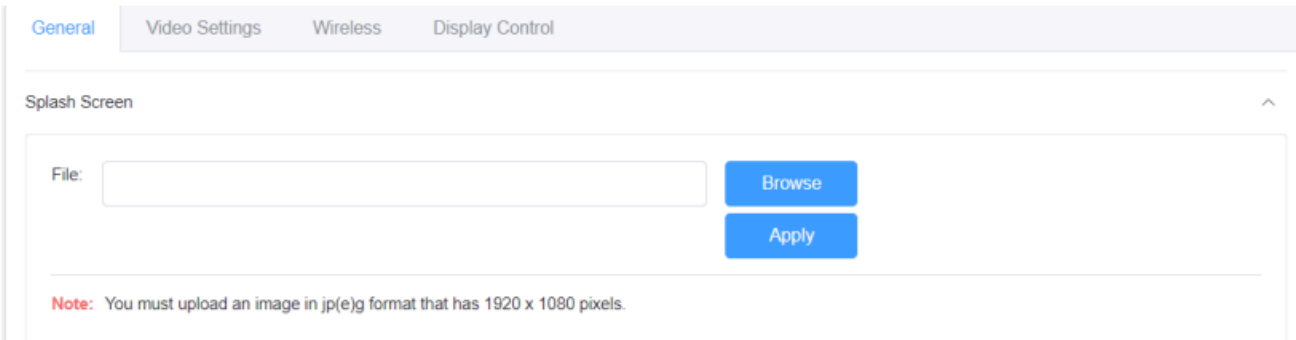 General Video Settings Wireless Display Control
Splash Screen
File: Browse
Apply
Note: You must upload an image in jp(e)g format that has 1920 x 1080 pixels.